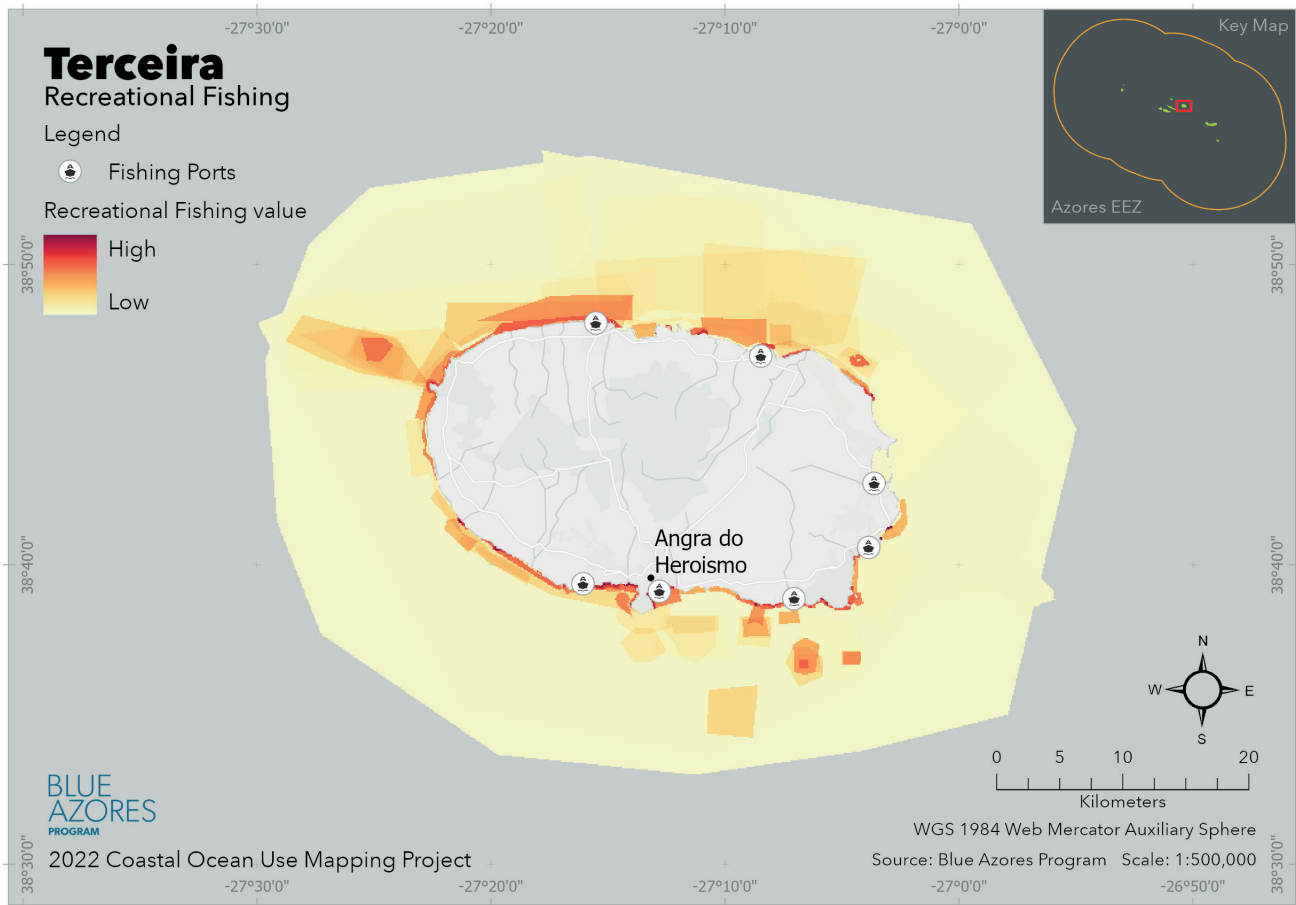 -27°30'0"
-27°20'0"
-27°10'0"
-27°0'0"
Terceira
Recreational Fishing
Legend
Fishing Ports
Recreational Fishing value
High
Low
Key Map
Azores EEZ
38°50'0"
38°50'0"
Angra do
Heroismo
38°40'0"
38°40'0"
N
W
E
S
0
5
10
20
Kilometers
BLUE
AZORES
PROGRAM
2022 Coastal Ocean Use Mapping Project
WGS 1984 Web Mercator Auxiliary Sphere
Source: Blue Azores Program Scale: 1:500,000
38°30'0"
38°30'0"
-27°30'0"
-27°20'0"
-27°10'0"
-27°0'0"
-26°50'0"